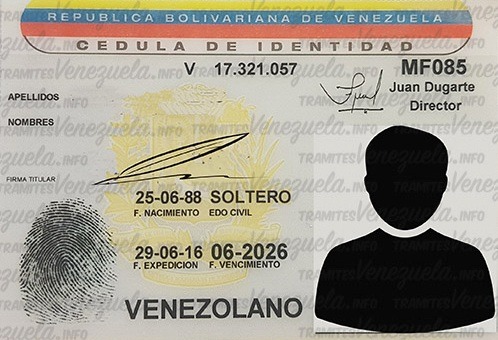 REPUBLICA BOLIVARIANA DE VENEZUELA
CEDULA DE IDENTIDAD
V 17.321.057 MF085
Juan Dugarte
Director
APELLIDOS
NOMBRES
FIRMA TITULAR
25-06-88 SOLTERO
F. NACIMIENTO EDO CIVIL
29-06-16 06-2026
F. EXPEDICION F. VENCIMIENTO
VENEZOLANO
TRAMITESVenezuela.INFO